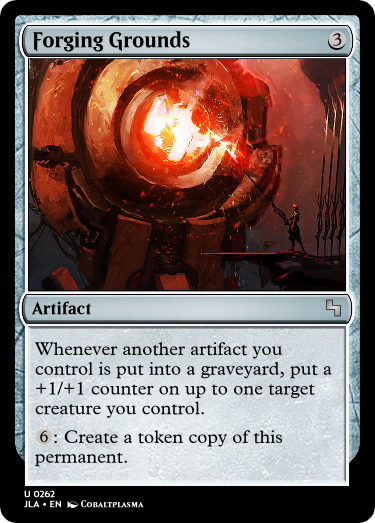 Forging Grounds 3
Artifact
Whenever another artifact you
control is put into a graveyard, put a
+1/+1 counter on up to one target
creature you control.
6: Create a token copy of this
permanent.
U 0262
JLA • EN Cobaltplasma